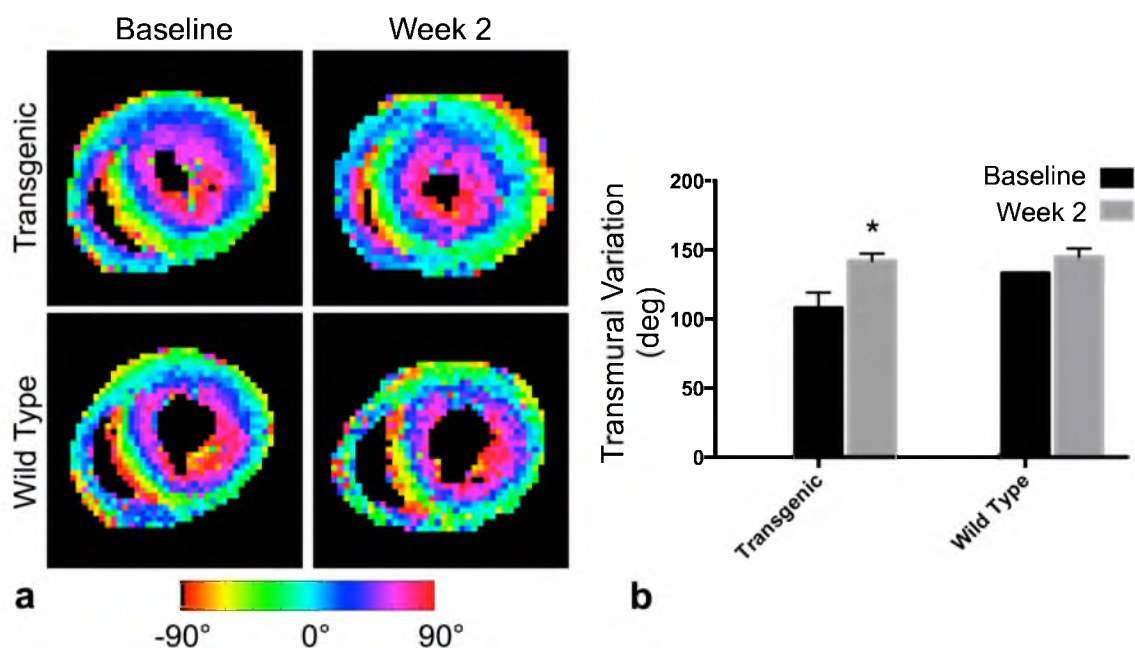 Baseline Week 2
Transgenic
Wild Type
a
-90° 0° 90°
Baseline
Week 2
*
Transmural Variation
(deg)
200
150
100
50
0
Transgenic
Wild Type
b